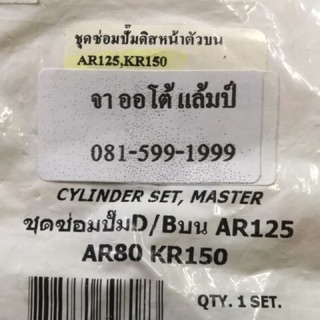 ชุดซ่อมปั๊มดิสหน้าตัวบน
AR125,KR150
จา ออโต้ แล้มป์
081-599-1999
CYLINDER SET, MASTER
ชุดซ่อมปั๊มD/Bบน AR125
AR80 KR150
QTY. 1 SET.